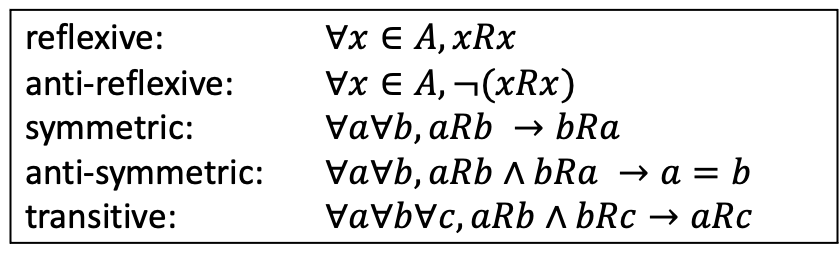 reflexive: ∀x ∈ A, xRx
anti-reflexive: ∀x ∈ A, ¬(xRx)
symmetric: ∀a∀b, aRb → bRa
anti-symmetric: ∀a∀b, aRb ∧ bRa → a = b
transitive: ∀a∀b∀c, aRb ∧ bRc → aRc